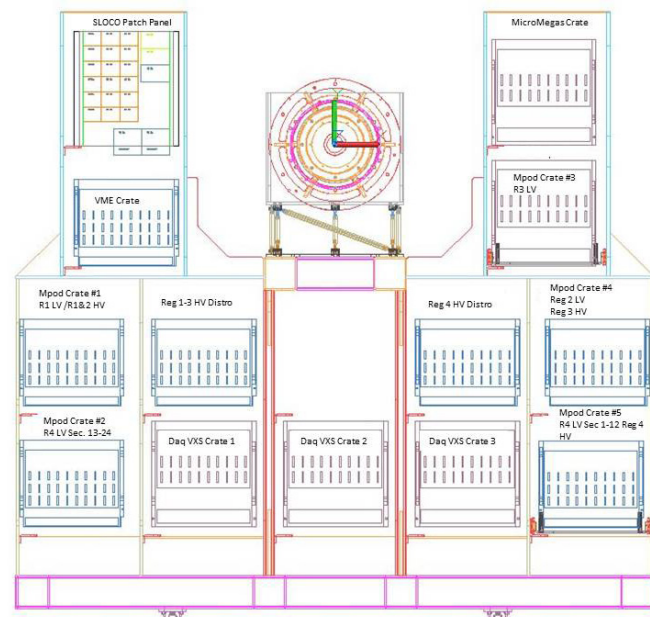 SLOCO Patch Panel
MicroMegas Crate
Mpod Crate #3
R3 LV
VME Crate
Mpod Crate #1
R1 LV /R1&2 HV
Reg 1-3 HV Distro
Reg 4 HV Distro
Mpod Crate #4
Reg 2 LV
Reg 3 HV
Mpod Crate #2
R4 LV Sec. 13-24
Daq VXS Crate 1
Daq VXS Crate 2
Daq VXS Crate 3
Mpod Crate #5
R4 LV Sec 1-12 Reg 4
HV